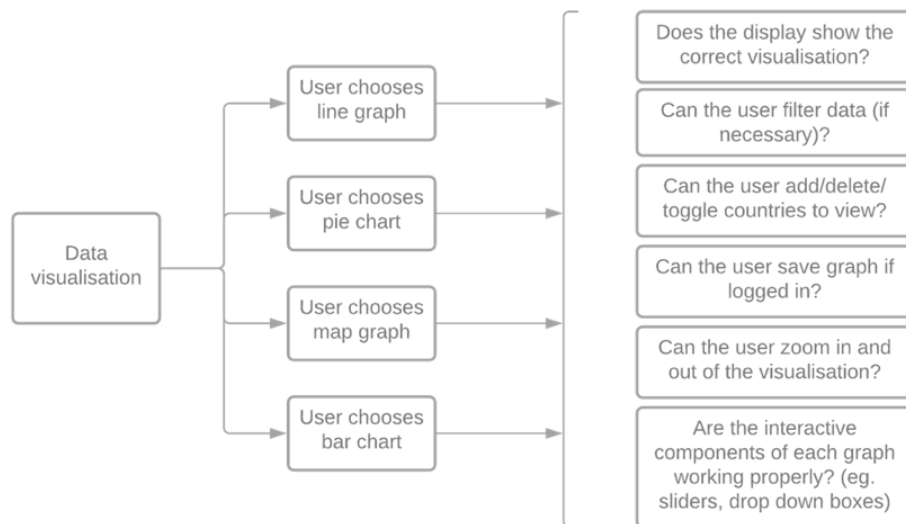 Data
visualisation
User chooses
line graph
User chooses
pie chart
User chooses
map graph
User chooses
bar chart
Does the display show the
correct visualisation?
Can the user filter data (if
necessary)?
Can the user add/delete/
toggle countries to view?
Can the user save graph if
logged in?
Can the user zoom in and
out of the visualisation?
Are the interactive
components of each graph
working properly? (eg.
sliders, drop down boxes)